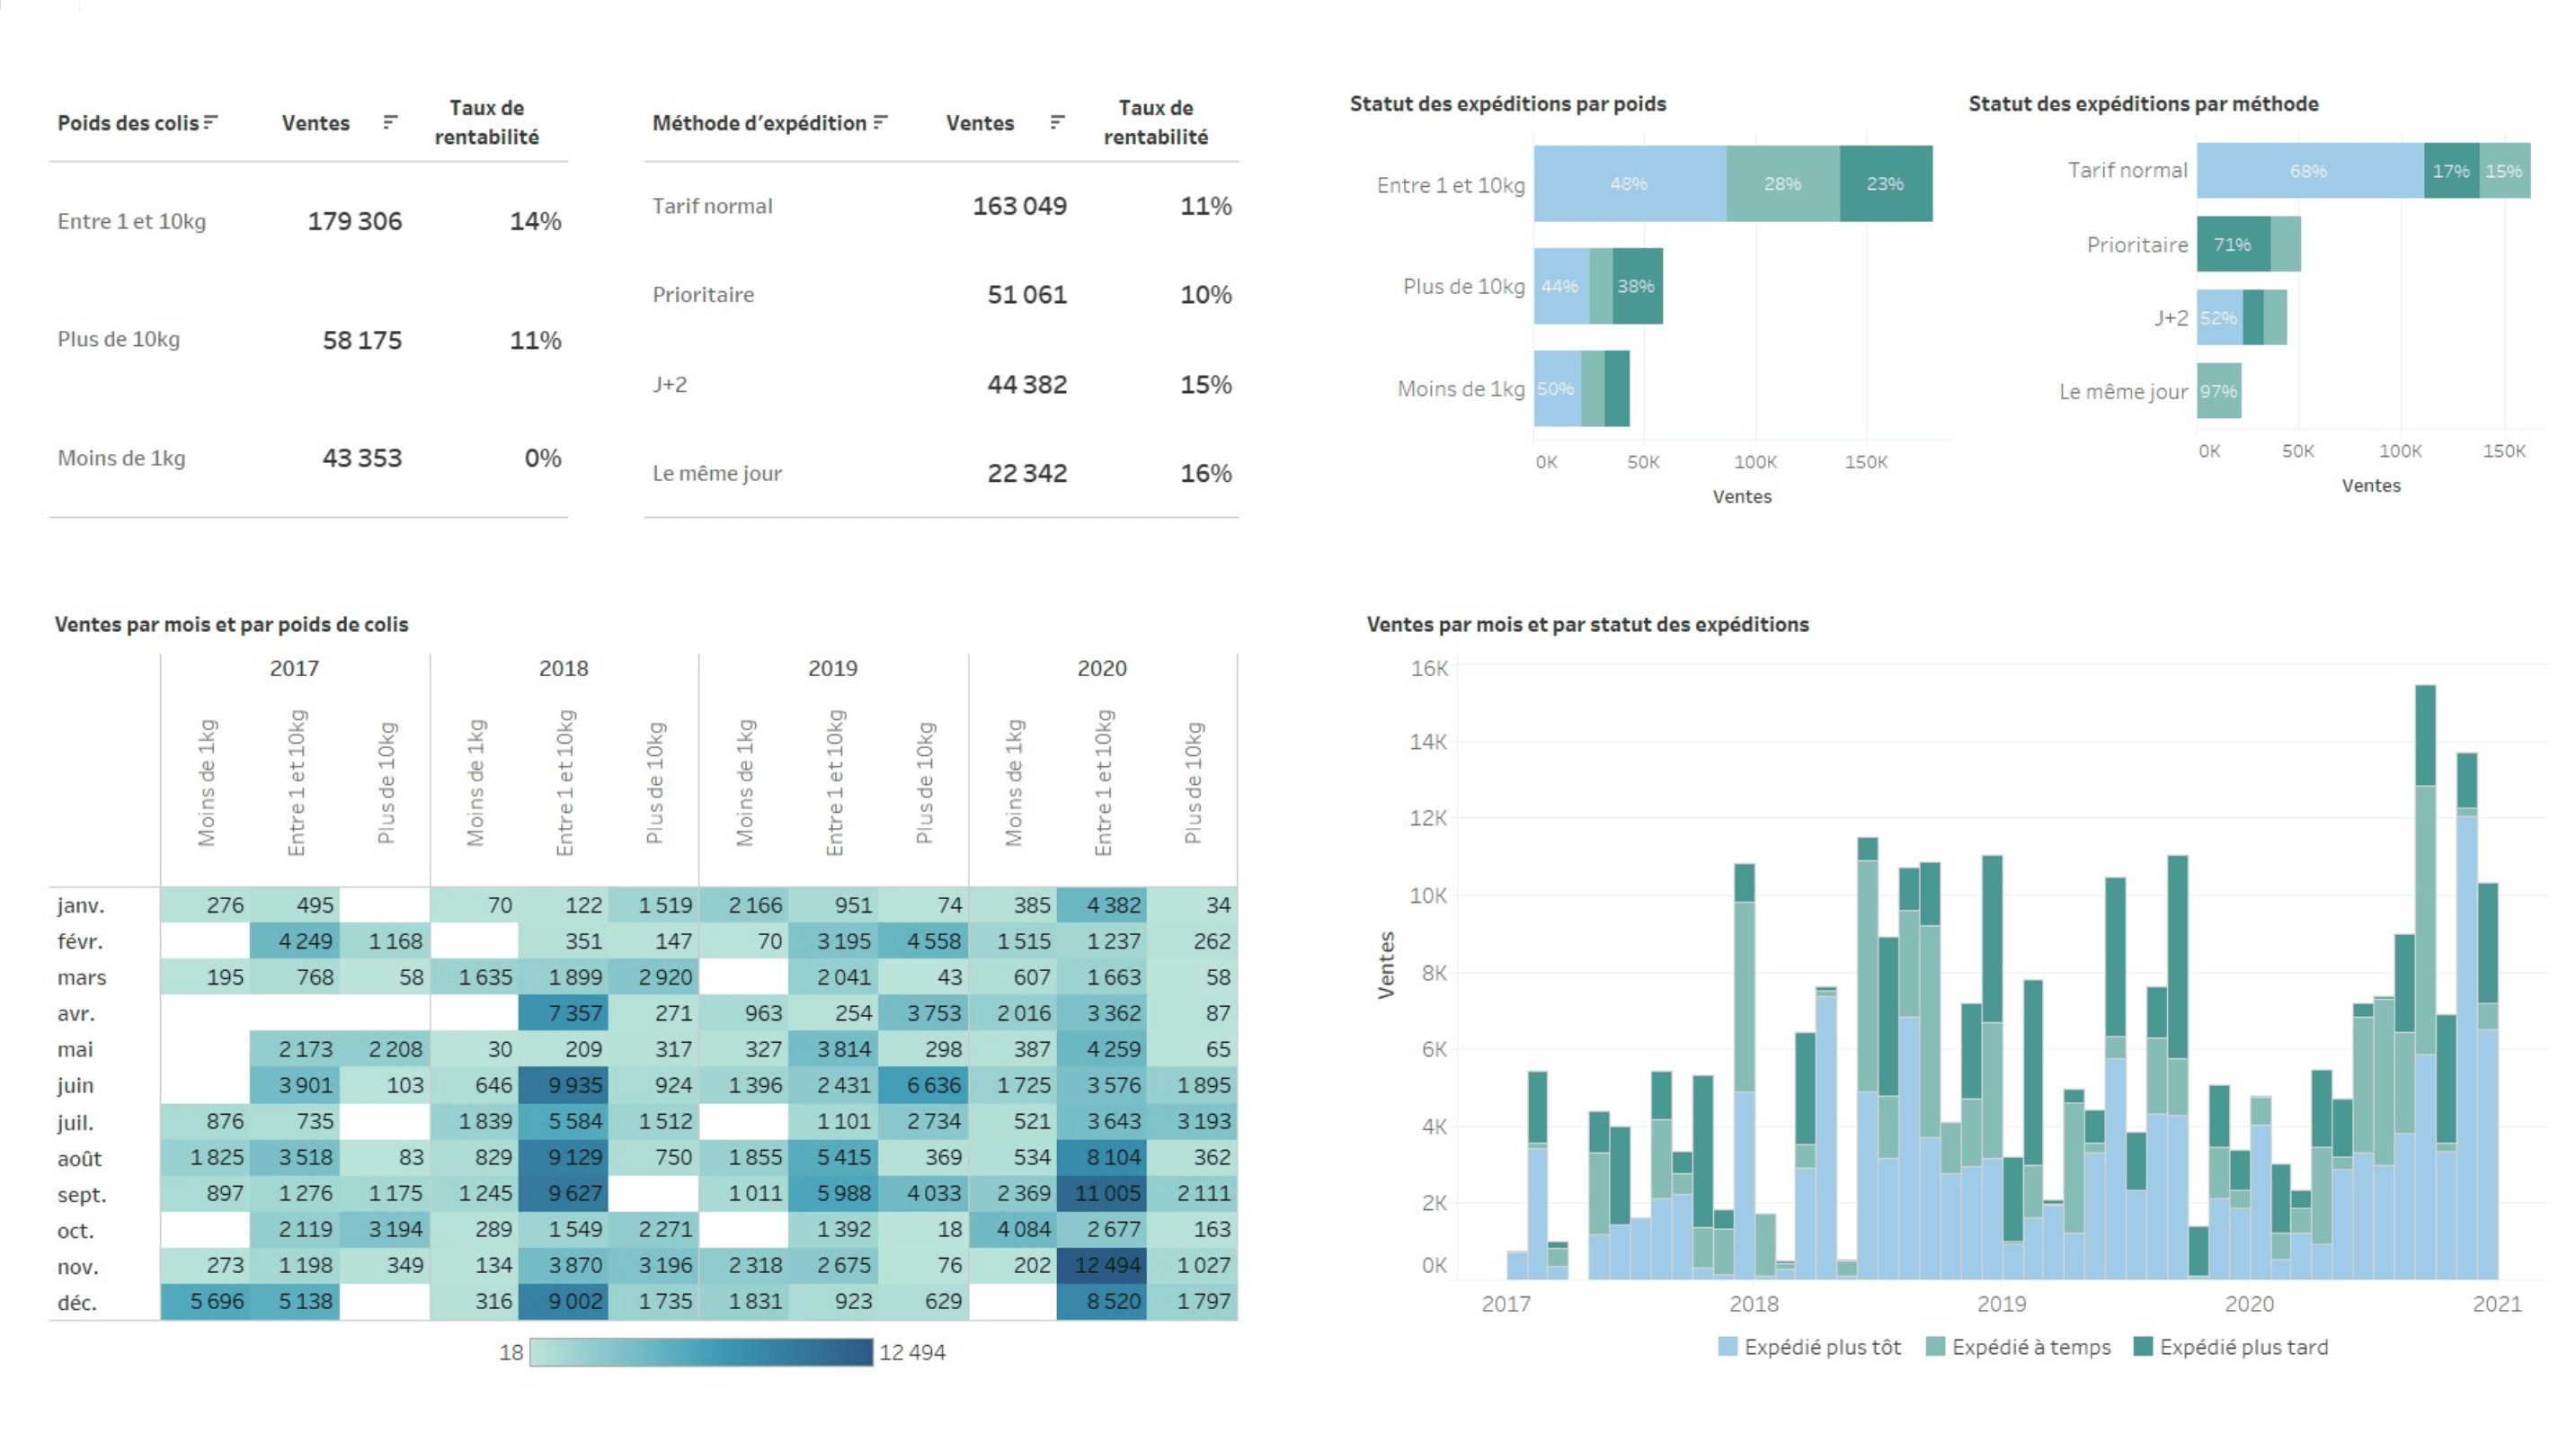 Poids des colis Ventes Taux de rentabilité
Entre 1 et 10kg 179 306 14%
Plus de 10kg 58 175 11%
Moins de 1kg 43 353 0%
Méthode d'expédition Ventes Taux de rentabilité
Tarif normal 163 049 11%
Prioritaire 51 061 10%
J+2 44 382 15%
Le même jour 22 342 16%
Statut des expéditions par poids
Entre 1 et 10kg 48% 28% 23%
Plus de 10kg 44% 38%
Moins de 1kg 50%
0K 50K 100K 150K
Ventes
Statut des expéditions par méthode
Tarif normal 68% 17% 15%
Prioritaire 71%
J+2 52%
Le même jour 97%
0K 50K 100K 150K
Ventes
Ventes par mois et par poids de colis
2017 2018 2019 2020
Moins de 1kg Entre 1 et 10kg Plus de 10kg Moins de 1kg Entre 1 et 10kg Plus de 10kg Moins de 1kg Entre 1 et 10kg Plus de 10kg Moins de 1kg Entre 1 et 10kg Plus de 10kg
janv. 276 495 70 122 1 519 2 166 951 74 385 4 382 34
févr. 4 249 1 168 351 147 70 3 195 4 558 1 515 1 237 262
mars 195 768 58 1 635 1 899 2 920 2 041 43 607 1 663 58
avr. 7 357 271 963 254 3 753 2 016 3 362 87
mai 2 173 2 208 30 209 317 327 3 814 298 387 4 259 65
juin 3 901 103 646 9 935 924 1 396 2 431 6 636 1 725 3 576 1 895
juil. 876 735 1 839 5 584 1 512 1 101 2 734 521 3 643 3 193
août 1 825 3 518 83 829 9 129 750 1 855 5 415 369 534 8 104 362
sept. 897 1 276 1 175 1 245 9 627 1 011 5 988 4 033 2 369 11 005 2 111
oct. 2 119 3 194 289 1 549 2 271 1 392 18 4 084 2 677 163
nov. 273 1 198 349 134 3 870 3 196 2 318 2 675 76 202 12 494 1 027
déc. 5 696 5 138 316 9 002 1 735 1 831 923 629 8 520 1 797
18 12 494
Ventes par mois et par statut des expéditions
Ventes
16K
14K
12K
10K
8K
6K
4K
2K
0K
2017 2018 2019 2020 2021
Expédié plus tôt Expédié à temps Expédié plus tard